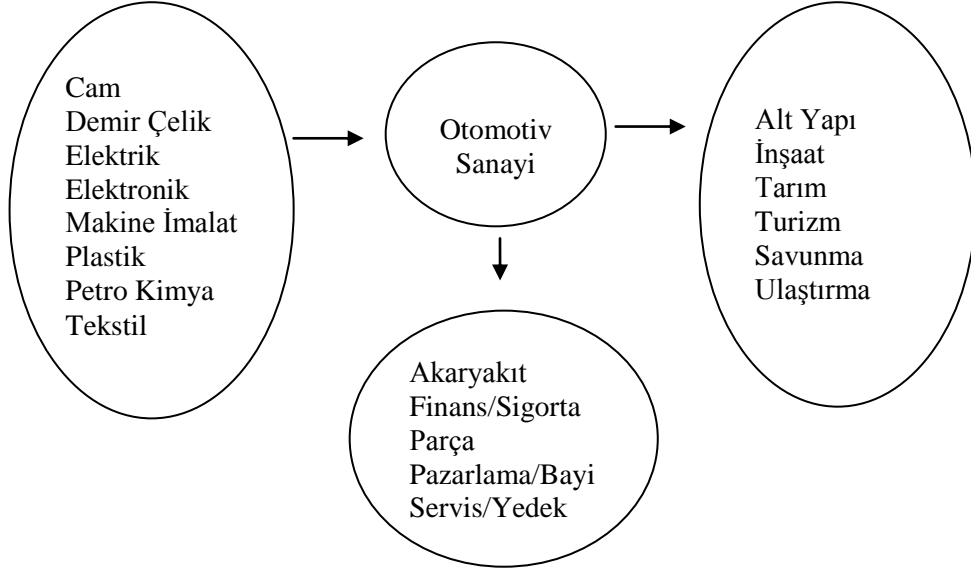 Cam
Demir Çelik
Elektrik
Elektronik
Makine İmalat
Plastik
Petro Kimya
Tekstil
Otomotiv
Sanayi
Alt Yapı
İnşaat
Tarım
Turizm
Savunma
Ulaştırma
Akaryakıt
Finans/Sigorta
Parça
Pazarlama/Bayi
Servis/Yedek